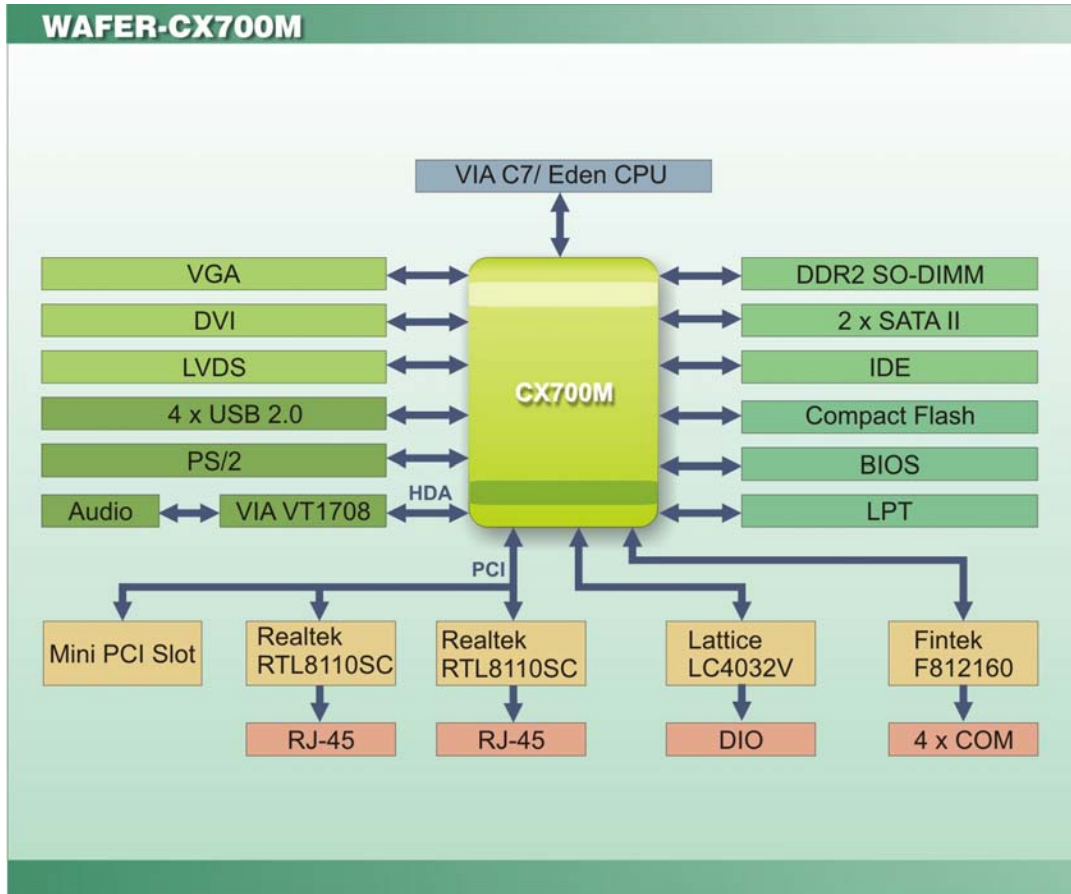 WAFER-CX700M
VIA C7/ Eden CPU
VGA
DVI
LVDS
4 x USB 2.0
PS/2
Audio
VIA VT1708
HDA
CX700M
DDR2 SO-DIMM
2 x SATA II
IDE
Compact Flash
BIOS
LPT
PCI
Mini PCI Slot
Realtek
RTL8110SC
Realtek
RTL8110SC
Lattice
LC4032V
Fintek
F812160
RJ-45
RJ-45
DIO
4 x COM